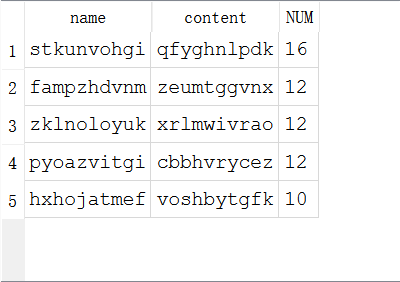 name content NUM
1 stkunvohgi qfyghnlpdk 16
2 fampzhdvnm zeumtggvnx 12
3 zklnoloyuk xrlmwivrao 12
4 pyoazvitgi cbbhvrycez 12
5 hxhojatmef voshbytgfk 10